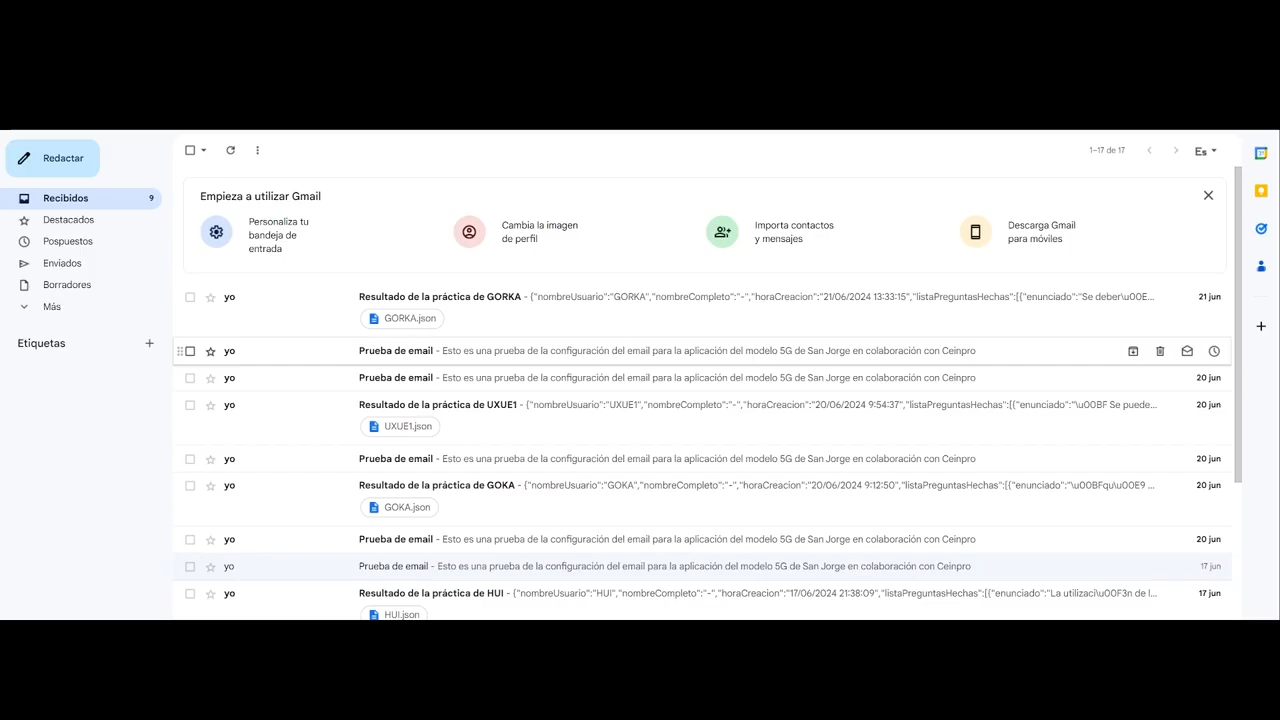 Redactar
1–17 de 17
Es
Recibidos 9
Destacados
Pospuestos
Enviados
Borradores
Más
Etiquetas
Empieza a utilizar Gmail
Personaliza tu
bandeja de
entrada
Cambia la imagen
de perfil
Importa contactos
y mensajes
Descarga Gmail
para móviles
yo Resultado de la práctica de GORKA - {"nombreUsuario":"GORKA","nombreCompleto":"-","horaCreacion":"21/06/2024 13:33:15","listaPreguntasHechas":[{"enunciado":"Se deber\u00E... 21 jun
GORKA.json
yo Prueba de email - Esto es una prueba de la configuración del email para la aplicación del modelo 5G de San Jorge en colaboración con Ceinpro
yo Prueba de email - Esto es una prueba de la configuración del email para la aplicación del modelo 5G de San Jorge en colaboración con Ceinpro 20 jun
yo Resultado de la práctica de UXUE1 - {"nombreUsuario":"UXUE1","nombreCompleto":"-","horaCreacion":"20/06/2024 9:54:37","listaPreguntasHechas":[{"enunciado":"\u00BF Se puede... 20 jun
UXUE1.json
yo Prueba de email - Esto es una prueba de la configuración del email para la aplicación del modelo 5G de San Jorge en colaboración con Ceinpro 20 jun
yo Resultado de la práctica de GOKA - {"nombreUsuario":"GOKA","nombreCompleto":"-","horaCreacion":"20/06/2024 9:12:50","listaPreguntasHechas":[{"enunciado":"\u00BFqu\u00E9 ... 20 jun
GOKA.json
yo Prueba de email - Esto es una prueba de la configuración del email para la aplicación del modelo 5G de San Jorge en colaboración con Ceinpro 20 jun
yo Prueba de email - Esto es una prueba de la configuración del email para la aplicación del modelo 5G de San Jorge en colaboración con Ceinpro 17 jun
yo Resultado de la práctica de HUI - {"nombreUsuario":"HUI","nombreCompleto":"-","horaCreacion":"17/06/2024 21:38:09","listaPreguntasHechas":[{"enunciado":"La utilizaci\u00F3n de l... 17 jun
HUI.json